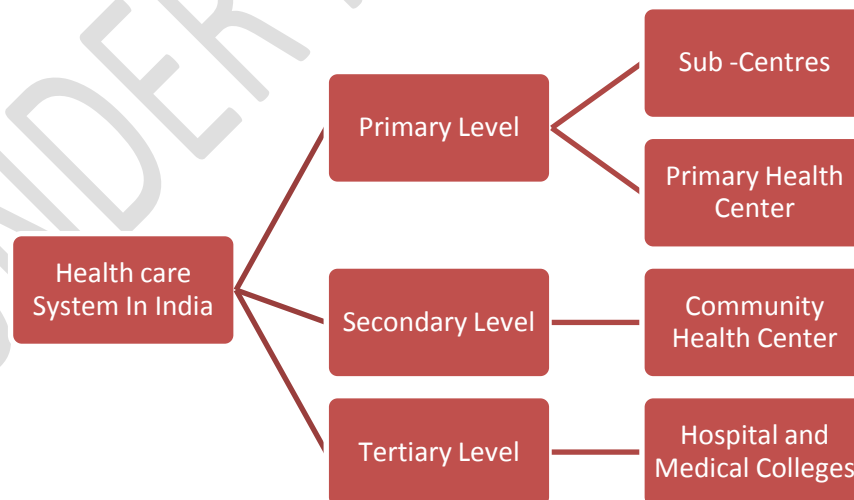 Health care
System In India
Primary Level
Sub -Centres
Primary Health
Center
Secondary Level
Community
Health Center
Tertiary Level
Hospital and
Medical Colleges